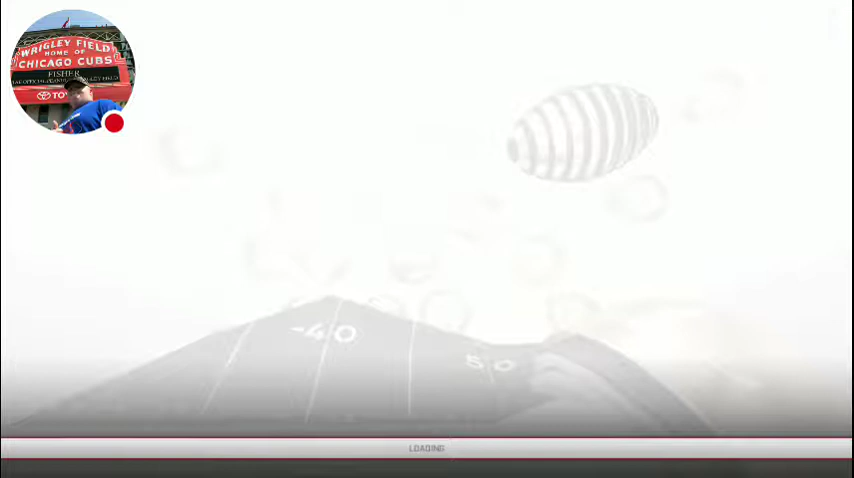 WRIGLEY FIELD
HOME OF
CHICAGO CUBS
FISHER
-40
50
LOADING